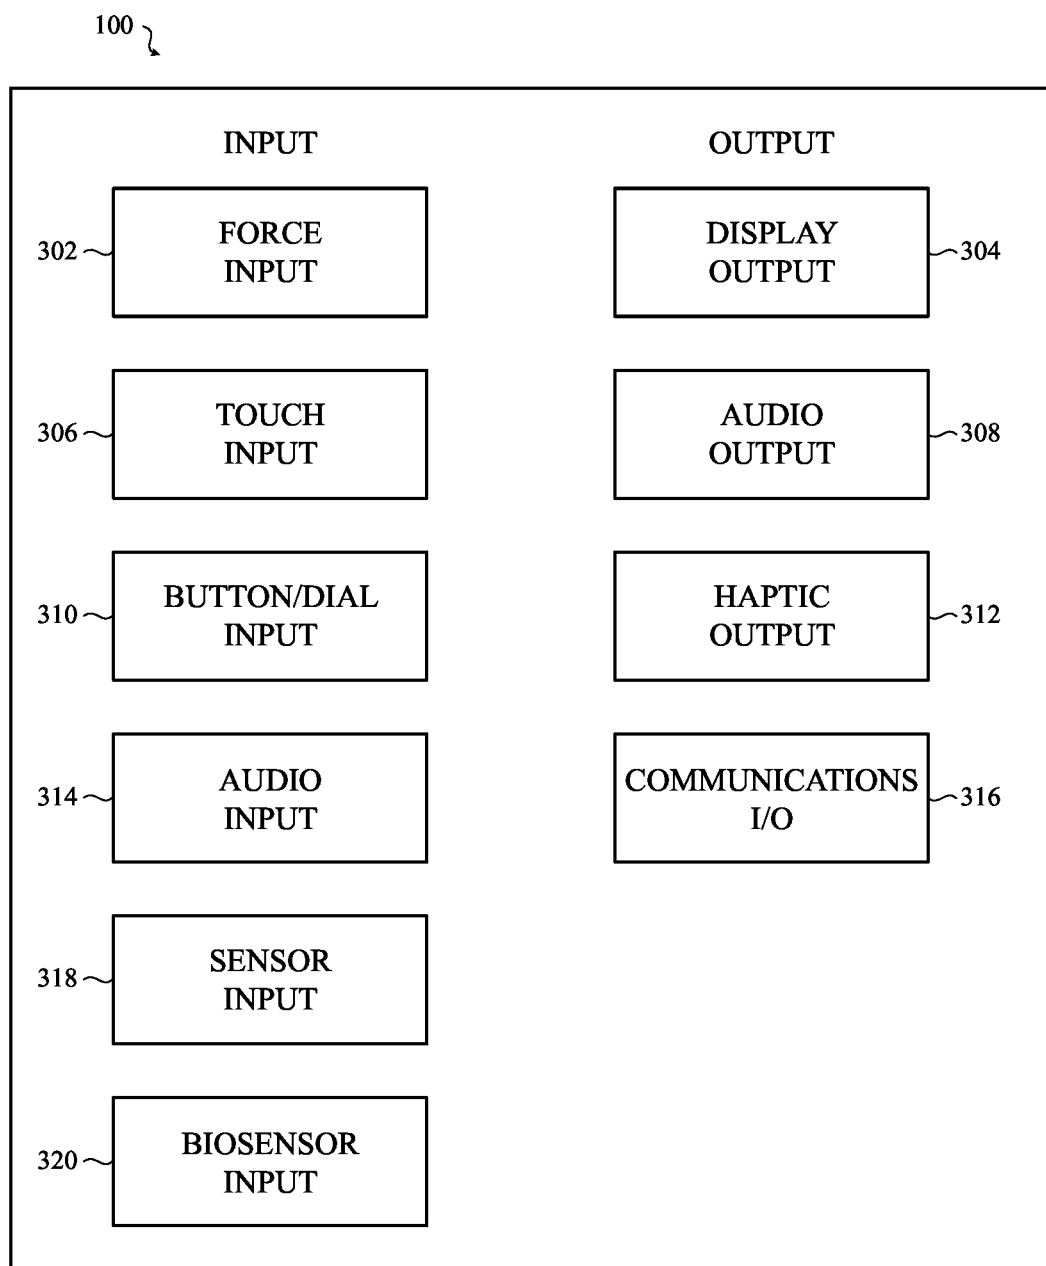 100
INPUT
OUTPUT
302
FORCE
INPUT
DISPLAY
OUTPUT
304
306
TOUCH
INPUT
AUDIO
OUTPUT
308
310
BUTTON/DIAL
INPUT
HAPTIC
OUTPUT
312
314
AUDIO
INPUT
COMMUNICATIONS
I/O
316
318
SENSOR
INPUT
320
BIOSENSOR
INPUT